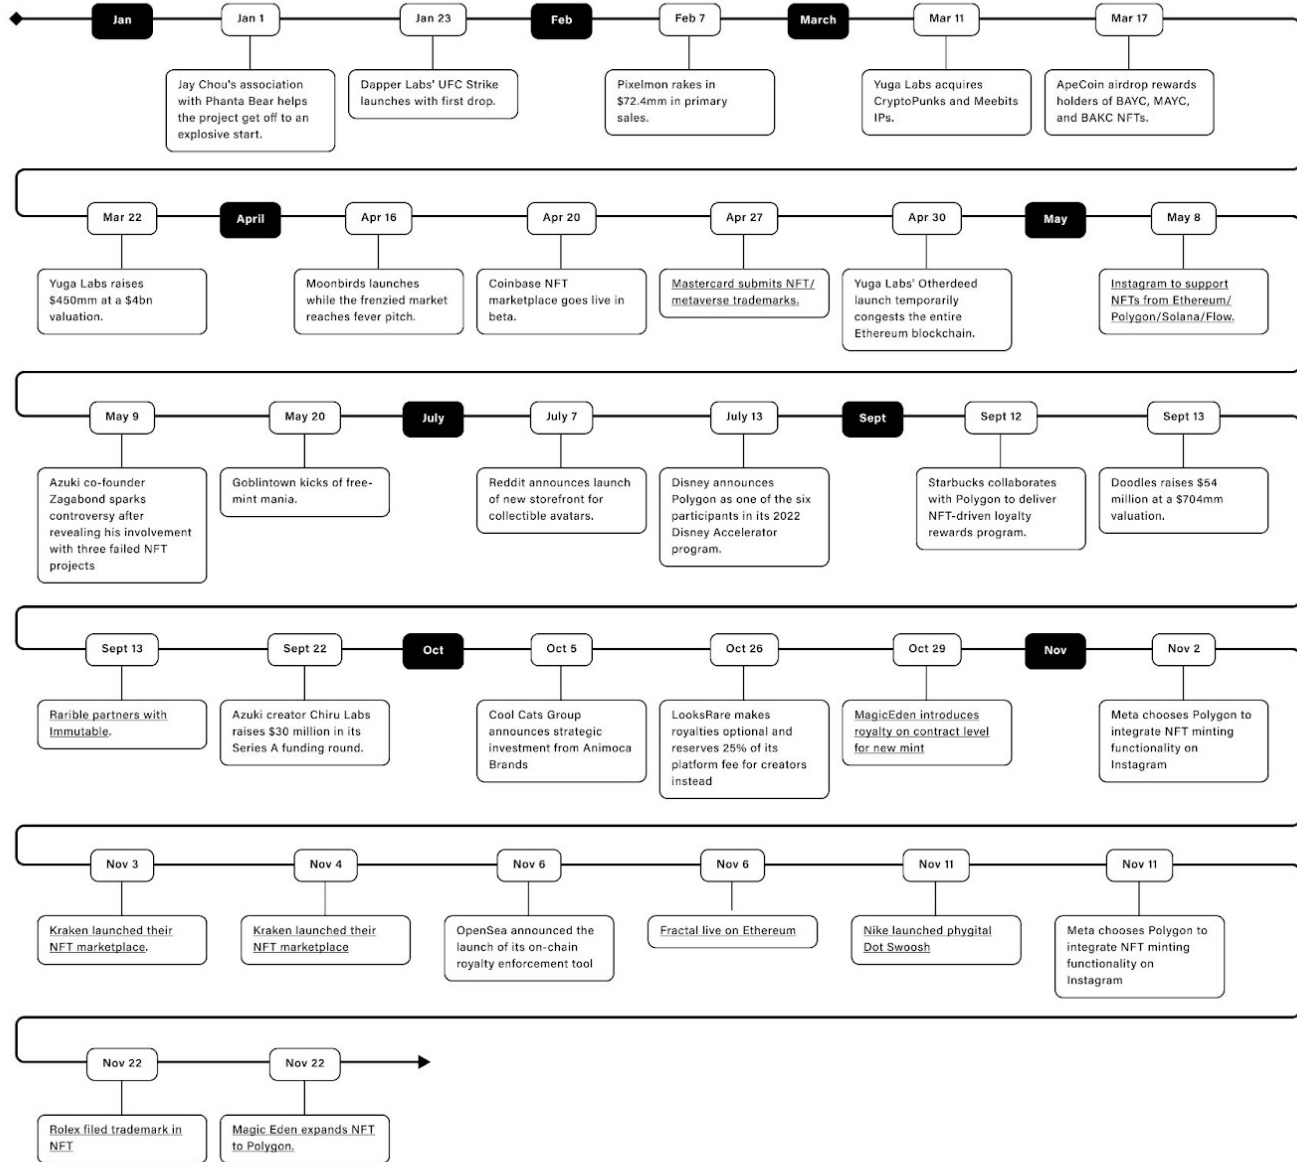 Jan
Jan 1
Jan 23
Feb
Feb 7
March
Mar 11
Mar 17
Jay Chou's association
with Phanta Bear helps
the project get off to an
explosive start.
Dapper Labs' UFC Strike
launches with first drop.
Pixelmon rakes in
$72.4mm in primary
sales.
Yuga Labs acquires
CryptoPunks and Meebits
IPs.
ApeCoin airdrop rewards
holders of BAYC, MAYC,
and BAKC NFTs.
Mar 22
April
Apr 16
Apr 20
Apr 27
Apr 30
May
May 8
Yuga Labs raises
$450mm at a $4bn
valuation.
Moonbirds launches
while the frenzied market
reaches fever pitch.
Coinbase NFT
marketplace goes live in
beta.
Mastercard submits NFT/
metaverse trademarks.
Yuga Labs' Otherdeed
launch temporarily
congests the entire
Ethereum blockchain.
Instagram to support
NFTs from Ethereum/
Polygon/Solana/Flow.
May 9
May 20
July
July 7
July 13
Sept
Sept 12
Sept 13
Azuki co-founder
Zagabond sparks
controversy after
revealing his involvement
with three failed NFT
projects
Goblintown kicks of free-
mint mania.
Reddit announces launch
of new storefront for
collectible avatars.
Disney announces
Polygon as one of the six
participants in its 2022
Disney Accelerator
program.
Starbucks collaborates
with Polygon to deliver
NFT-driven loyalty
rewards program.
Doodles raises $54
million at a $704mm
valuation.
Sept 13
Sept 22
Oct
Oct 5
Oct 26
Oct 29
Nov
Nov 2
Rarible partners with
Immutable.
Azuki creator Chiru Labs
raises $30 million in its
Series A funding round.
Cool Cats Group
announces strategic
investment from Animoca
Brands
LooksRare makes
royalties optional and
reserves 25% of its
platform fee for creators
instead
MagicEden introduces
royalty on contract level
for new mint
Meta chooses Polygon to
integrate NFT minting
functionality on
Instagram
Nov 3
Nov 4
Nov 6
Nov 6
Nov 11
Nov 11
Kraken launched their
NFT marketplace.
Kraken launched their
NFT marketplace
OpenSea announced the
launch of its on-chain
royalty enforcement tool
Fractal live on Ethereum
Nike launched phygital
Dot Swoosh
Meta chooses Polygon to
integrate NFT minting
functionality on
Instagram
Nov 22
Nov 22
Rolex filed trademark in
NFT
Magic Eden expands NFT
to Polygon.